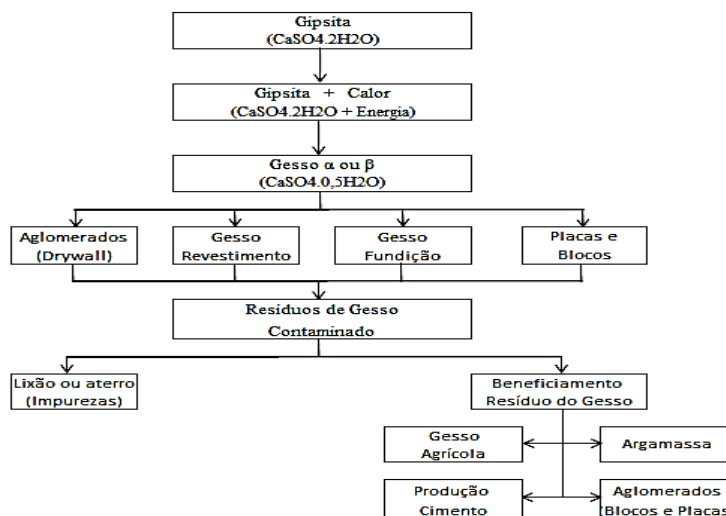 Gipsita
(CaSO4.2H2O)
Gipsita + Calor
(CaSO4.2H2O + Energia)
Gesso α ou β
(CaSO4.0,5H2O)
Aglomerados
(Drywall)
Gesso
Revestimento
Gesso
Fundição
Placas e
Blocos
Resíduos de Gesso
Contaminado
Lixão ou aterro
(Impurezas)
Beneficiamento
Resíduo do Gesso
Gesso
Agrícola
Argamassa
Produção
Cimento
Aglomerados
(Blocos e Placas